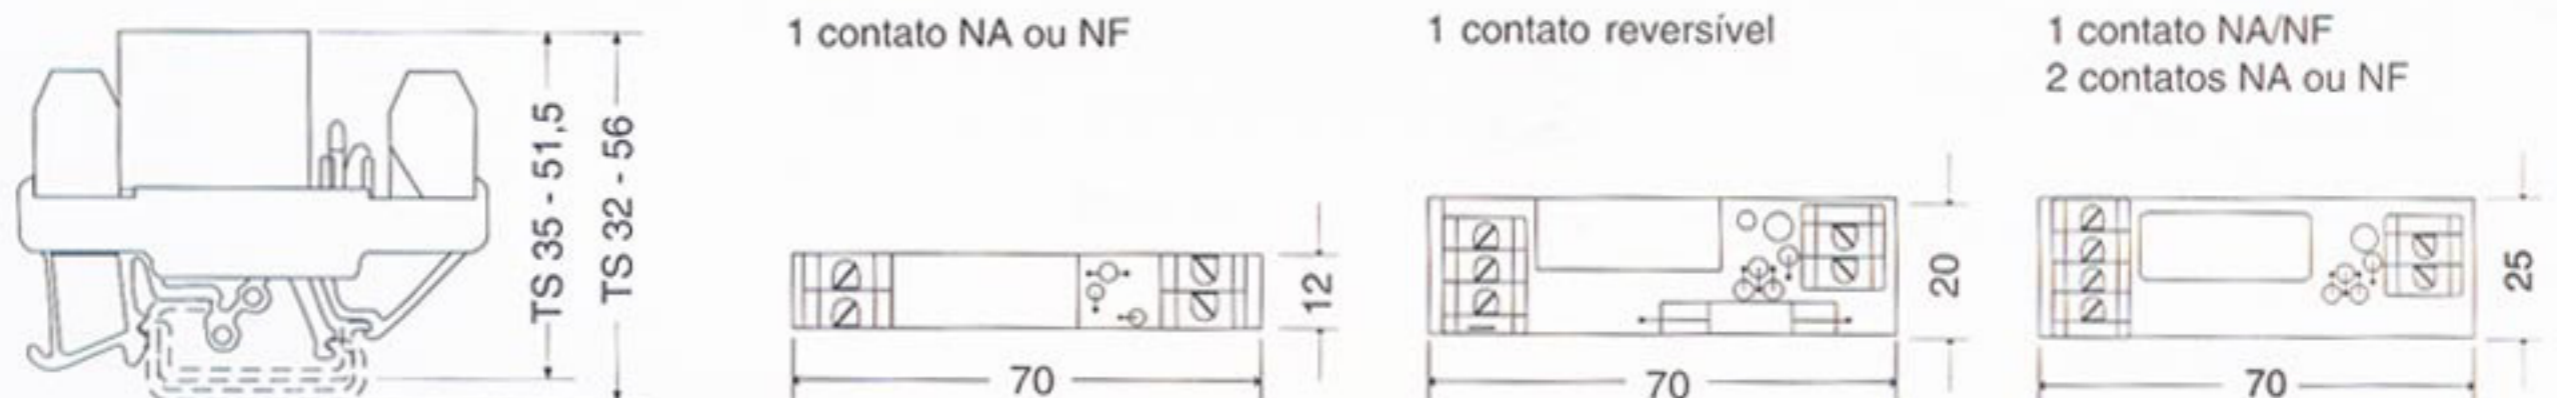 TS 35 - 51,5
TS 32 - 56
1 contato NA ou NF
12
70
1 contato reversível
20
70
1 contato NA/NF
2 contatos NA ou NF
25
70